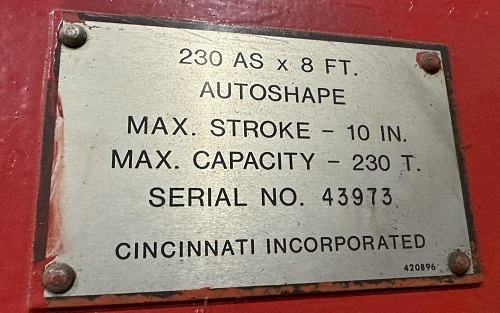 230 AS x 8 FT.
AUTOSHAPE
MAX. STROKE - 10 IN.
MAX. CAPACITY - 230 T.
SERIAL NO. 43973
CINCINNATI INCORPORATED
420896